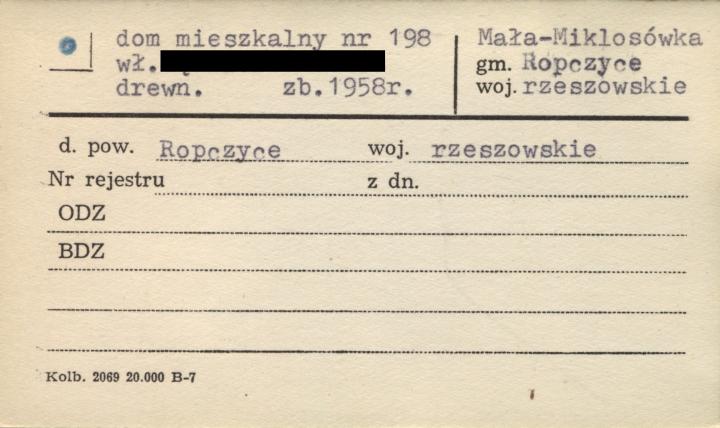 dom mieszkalny nr 198
wł.
drewn. zb.1958r.
Mała-Miklosówka
gm. Ropczyce
woj. rzeszowskie
d. pow. Ropczyce woj. rzeszowskie
Nr rejestru z dn.
ODZ
BDZ
Kolb. 2069 20.000 B-7